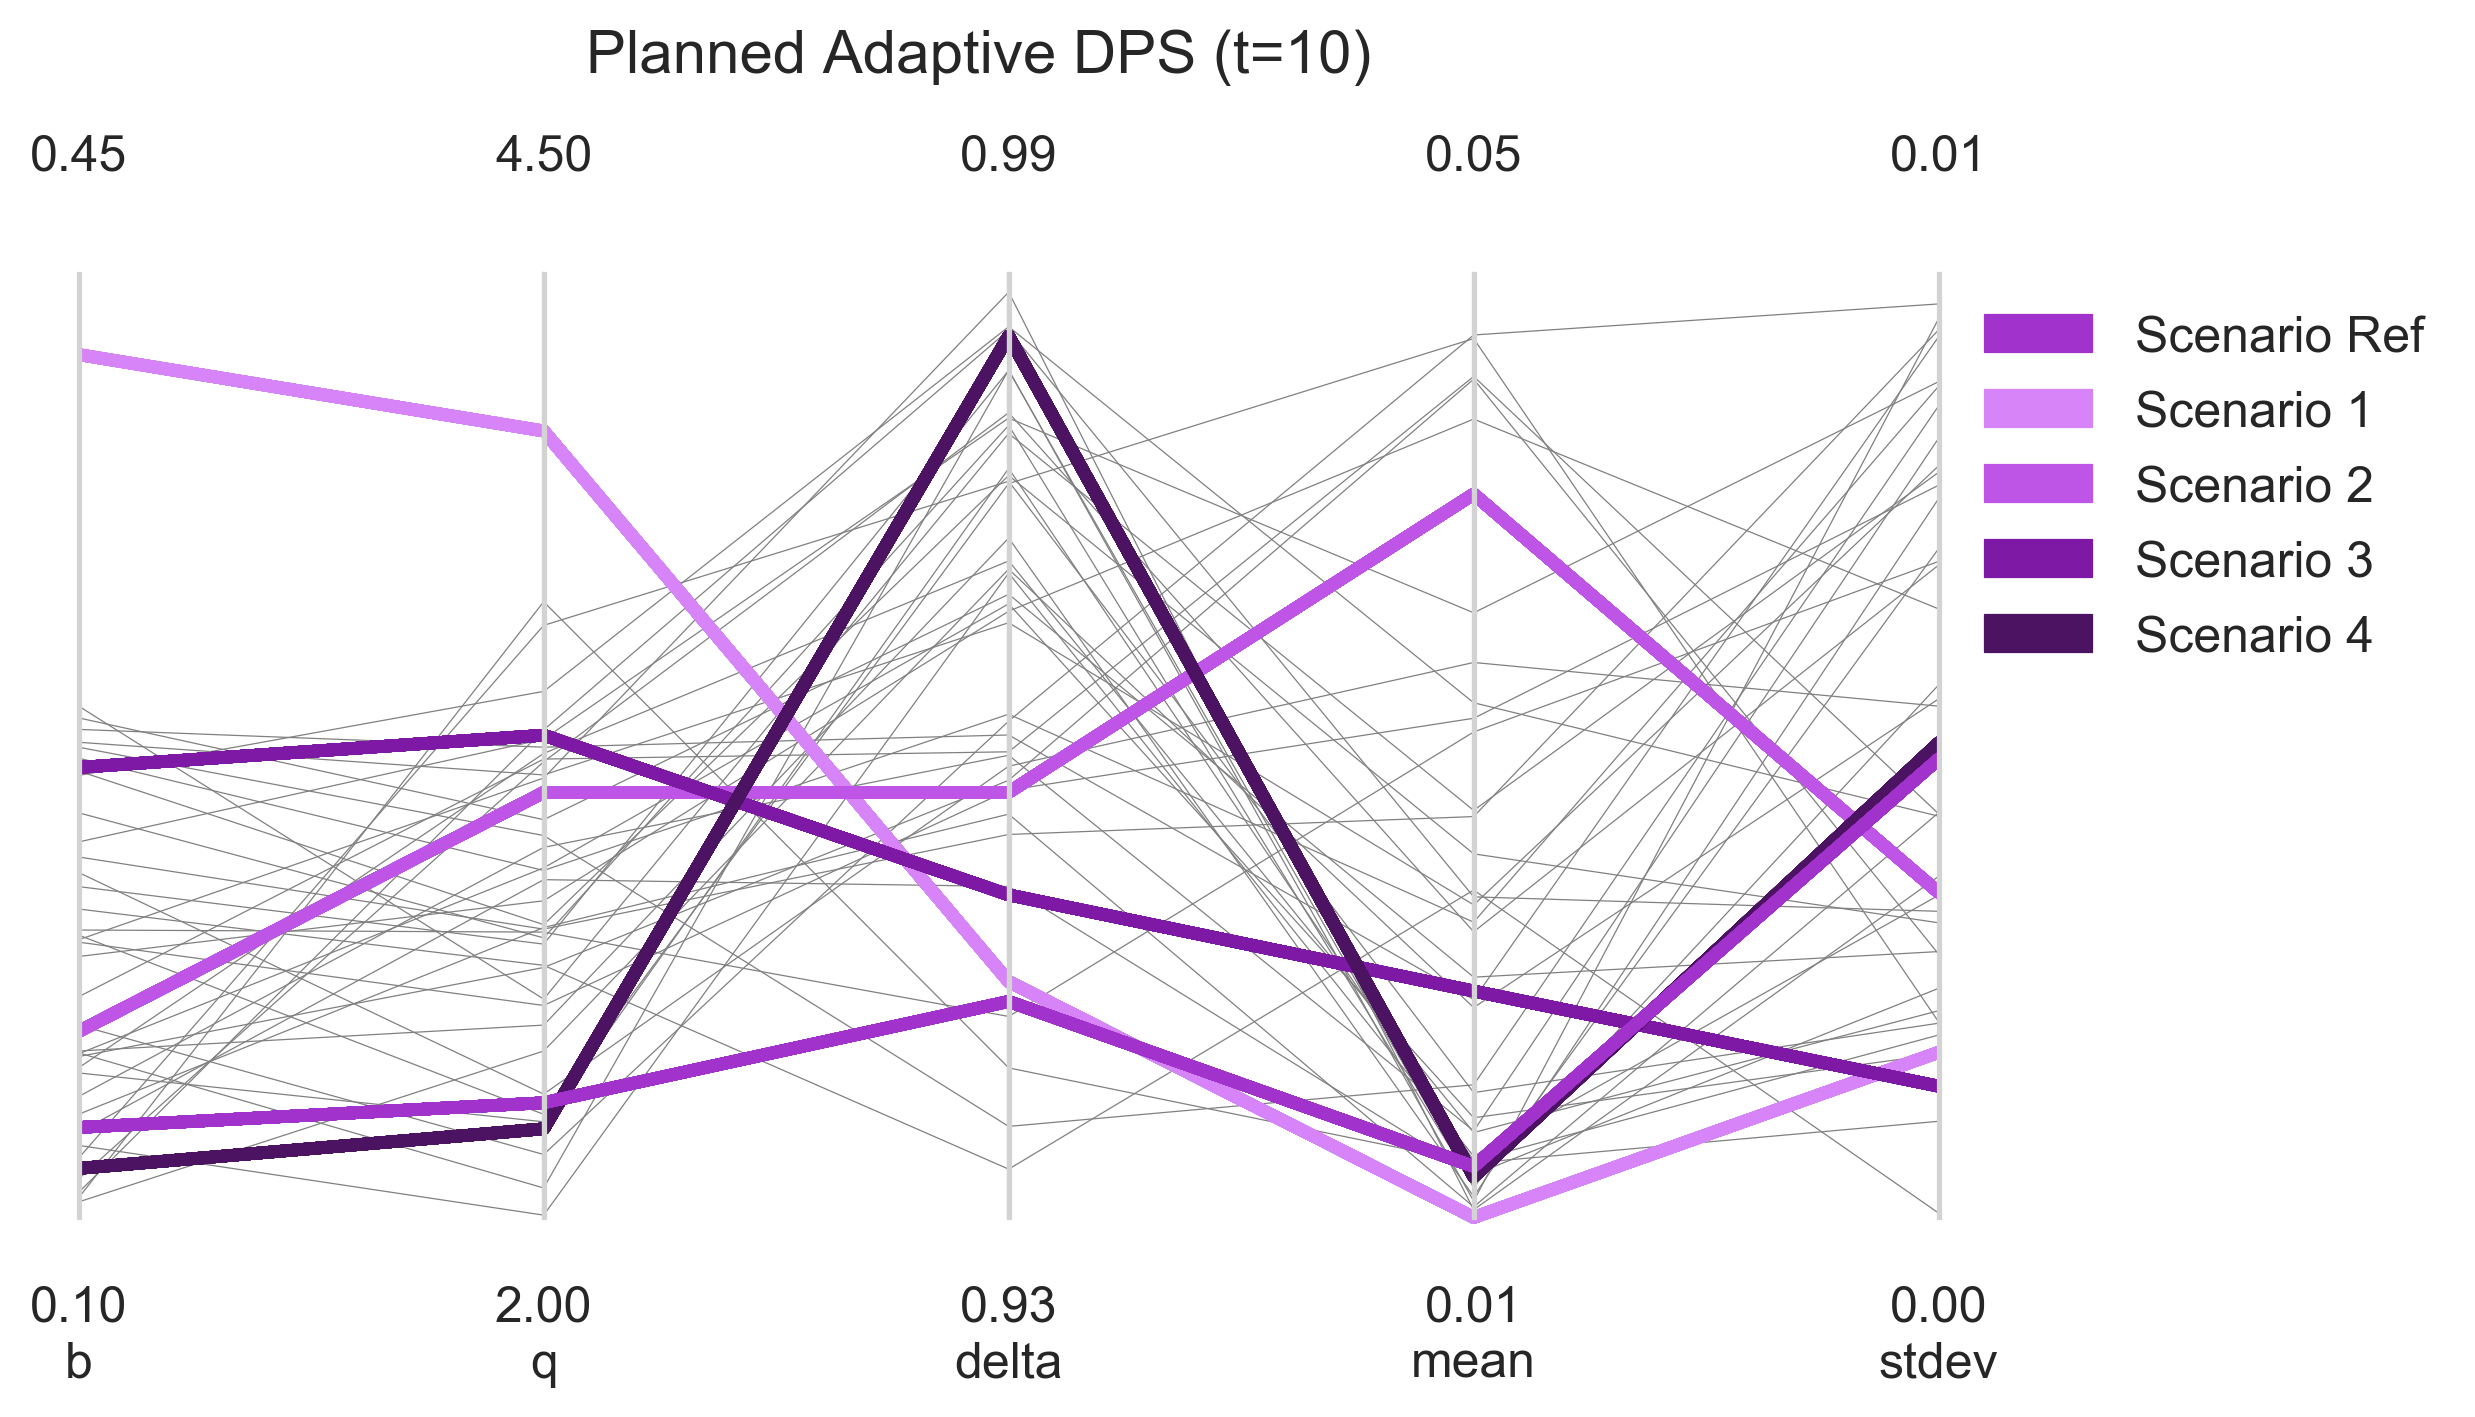 Planned Adaptive DPS (t=10)
0.45 4.50 0.99 0.05 0.01
Scenario Ref
Scenario 1
Scenario 2
Scenario 3
Scenario 4
0.10 2.00 0.93 0.01 0.00
b q delta mean stdev